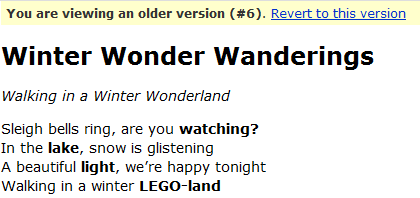 You are viewing an older version (#6). Revert to this version
Winter Wonder Wanderings
Walking in a Winter Wonderland
Sleigh bells ring, are you watching?
In the lake, snow is glistening
A beautiful light, we’re happy tonight
Walking in a winter LEGO-land